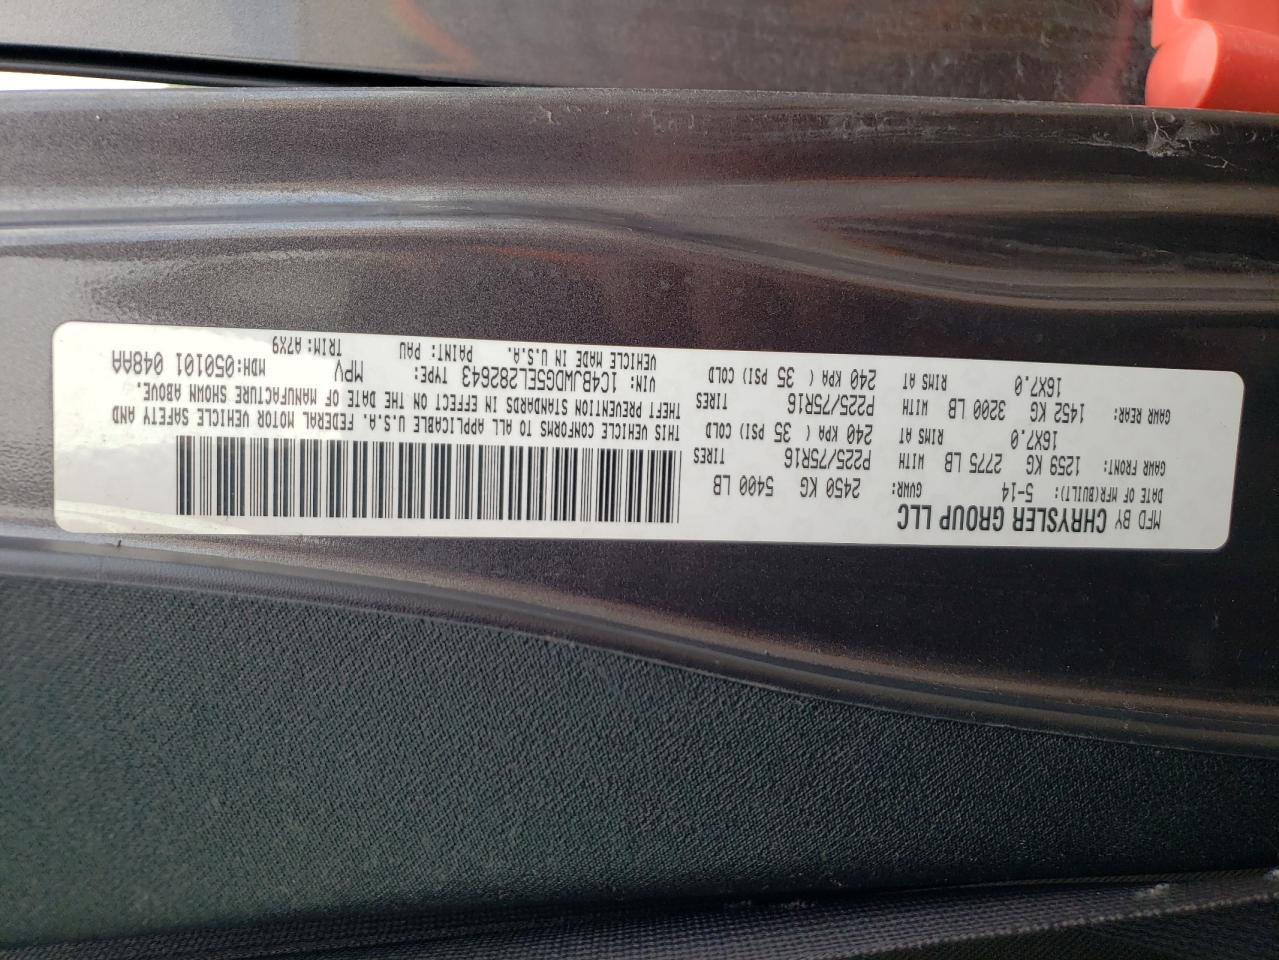 MFD BY CHRYSLER GROUP LLC
DATE OF MFR(BUILT): 5-14 GVWR: 2450 KG 5400 LB
GAWR FRONT: 1259 KG 2775 LB WITH P225/75R16 TIRES
16X7.0 RIMS AT 240 KPA ( 35 PSI) COLD
GAWR REAR: 1452 KG 3200 LB WITH P225/75R16 TIRES
16X7.0 RIMS AT 240 KPA ( 35 PSI) COLD
THIS VEHICLE CONFORMS TO ALL APPLICABLE U.S.A. FEDERAL MOTOR VEHICLE SAFETY AND
THEFT PREVENTION STANDARDS IN EFFECT ON THE DATE OF MANUFACTURE SHOWN ABOVE.
VIN: 1C4BJWDG5EL282643 TYPE: MPV MDH:050101 048AA
VEHICLE MADE IN U.S.A. PAINT: PAU TRIM:A7X9